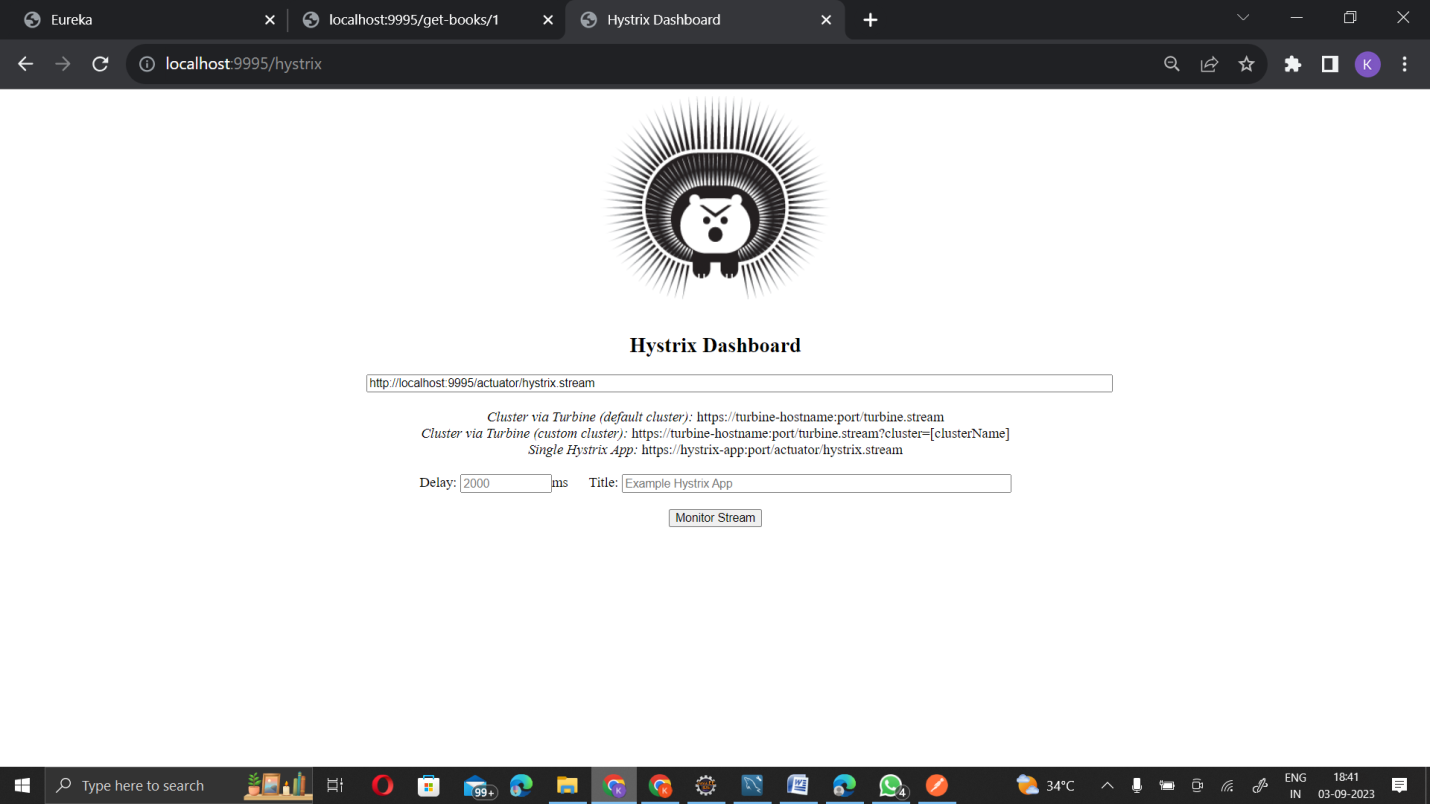 Eureka
localhost:9995/get-books/1
Hystrix Dashboard
localhost:9995/hystrix
K
Hystrix Dashboard
http://localhost:9995/actuator/hystrix.stream
Cluster via Turbine (default cluster): https://turbine-hostname:port/turbine.stream
Cluster via Turbine (custom cluster): https://turbine-hostname:port/turbine.stream?cluster=[clusterName]
Single Hystrix App: https://hystrix-app:port/actuator/hystrix.stream
Delay: 2000 ms Title: Example Hystrix App
Monitor Stream
Type here to search
99+
K
K
W
4
34°C
ENG
IN
18:41
03-09-2023